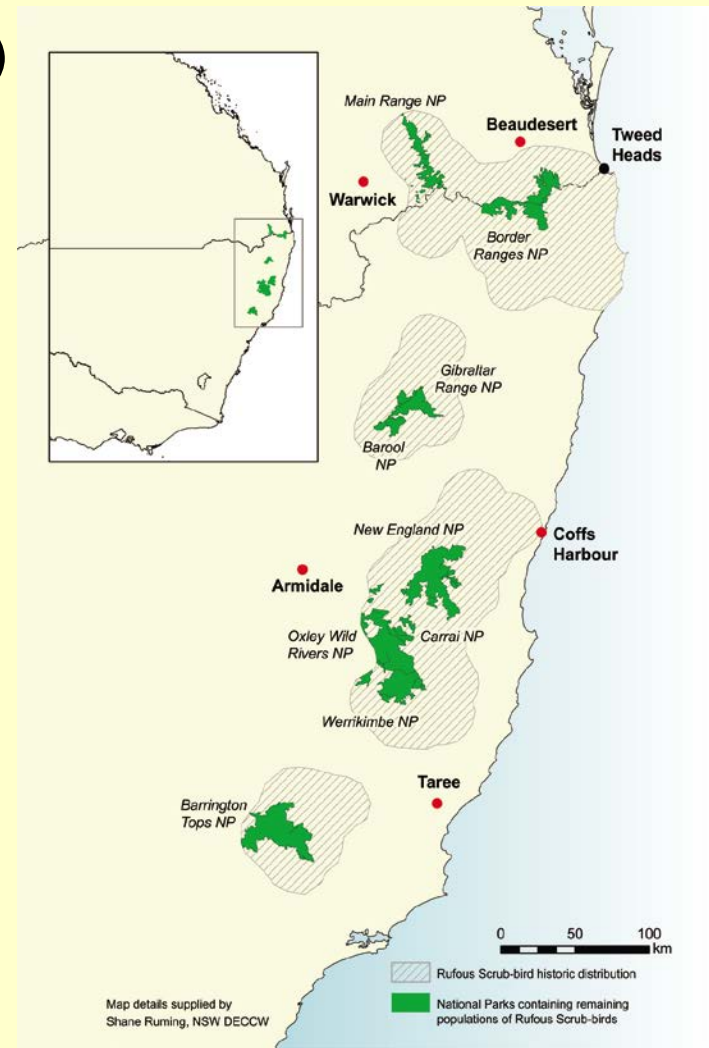 Main Range NP
Beaudesert
Tweed
Heads
Warwick
Border
Ranges NP
Gibraltar
Range NP
Barool
NP
New England NP
Coffs
Harbour
Armidale
Oxley Wild
Rivers NP
Carrai NP
Werrikimbe NP
Taree
Barrington
Tops NP
0 50 100
km
Rufous Scrub-bird historic distribution
National Parks containing remaining
populations of Rufous Scrub-birds
Map details supplied by
Shane Ruming, NSW DECCW